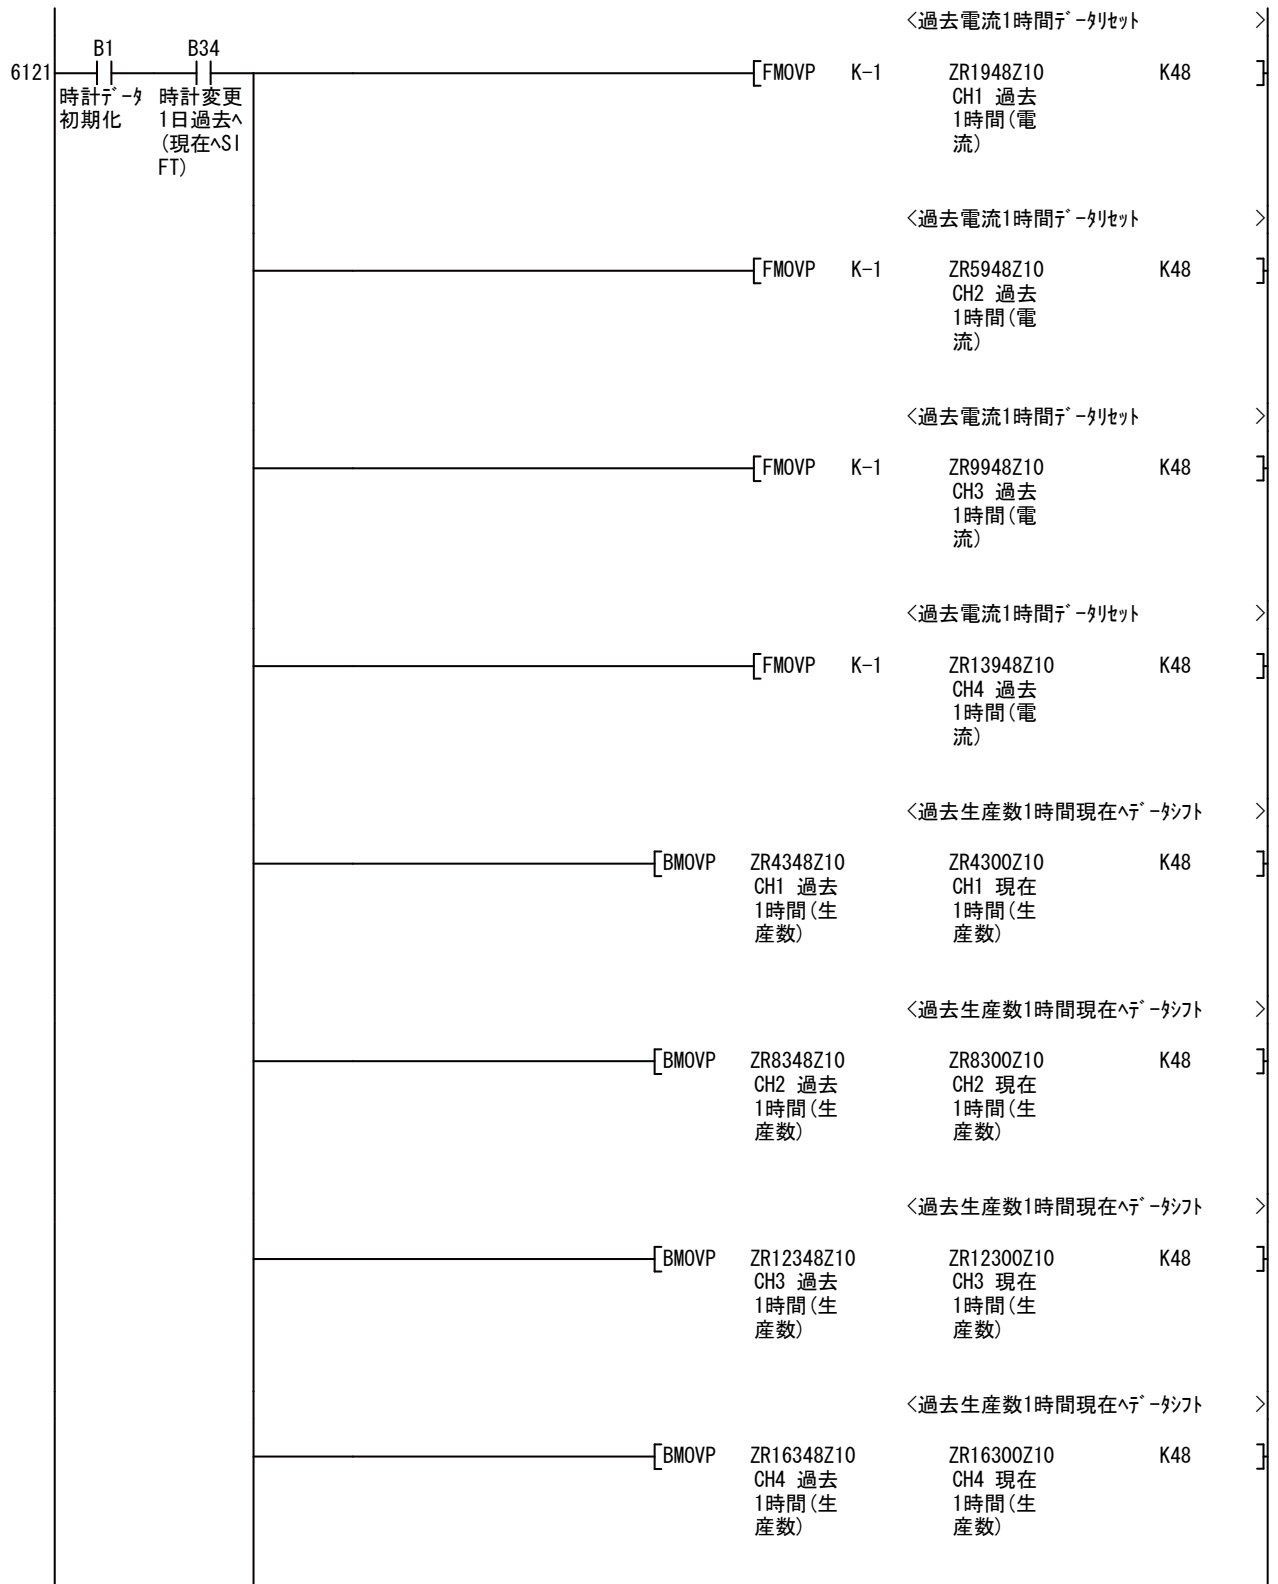 <過去電流1時間ﾃﾞｰﾀﾘｾｯﾄ >
B1 B34
6121 [FMOVP K-1 ZR1948Z10 K48 ]
時計ﾃﾞｰﾀ 時計変更 CH1 過去
初期化 1日過去ﾍ 1時間(電
(現在ﾍSI 流)
FT)
<過去電流1時間ﾃﾞｰﾀﾘｾｯﾄ >
[FMOVP K-1 ZR5948Z10 K48 ]
CH2 過去
1時間(電
流)
<過去電流1時間ﾃﾞｰﾀﾘｾｯﾄ >
[FMOVP K-1 ZR9948Z10 K48 ]
CH3 過去
1時間(電
流)
<過去電流1時間ﾃﾞｰﾀﾘｾｯﾄ >
[FMOVP K-1 ZR13948Z10 K48 ]
CH4 過去
1時間(電
流)
<過去生産数1時間現在ﾍﾃﾞｰﾀｼﾌﾄ >
[BMOVP ZR4348Z10 ZR4300Z10 K48 ]
CH1 過去 CH1 現在
1時間(生 1時間(生
産数) 産数)
<過去生産数1時間現在ﾍﾃﾞｰﾀｼﾌﾄ >
[BMOVP ZR8348Z10 ZR8300Z10 K48 ]
CH2 過去 CH2 現在
1時間(生 1時間(生
産数) 産数)
<過去生産数1時間現在ﾍﾃﾞｰﾀｼﾌﾄ >
[BMOVP ZR12348Z10 ZR12300Z10 K48 ]
CH3 過去 CH3 現在
1時間(生 1時間(生
産数) 産数)
<過去生産数1時間現在ﾍﾃﾞｰﾀｼﾌﾄ >
[BMOVP ZR16348Z10 ZR16300Z10 K48 ]
CH4 過去 CH4 現在
1時間(生 1時間(生
産数) 産数)